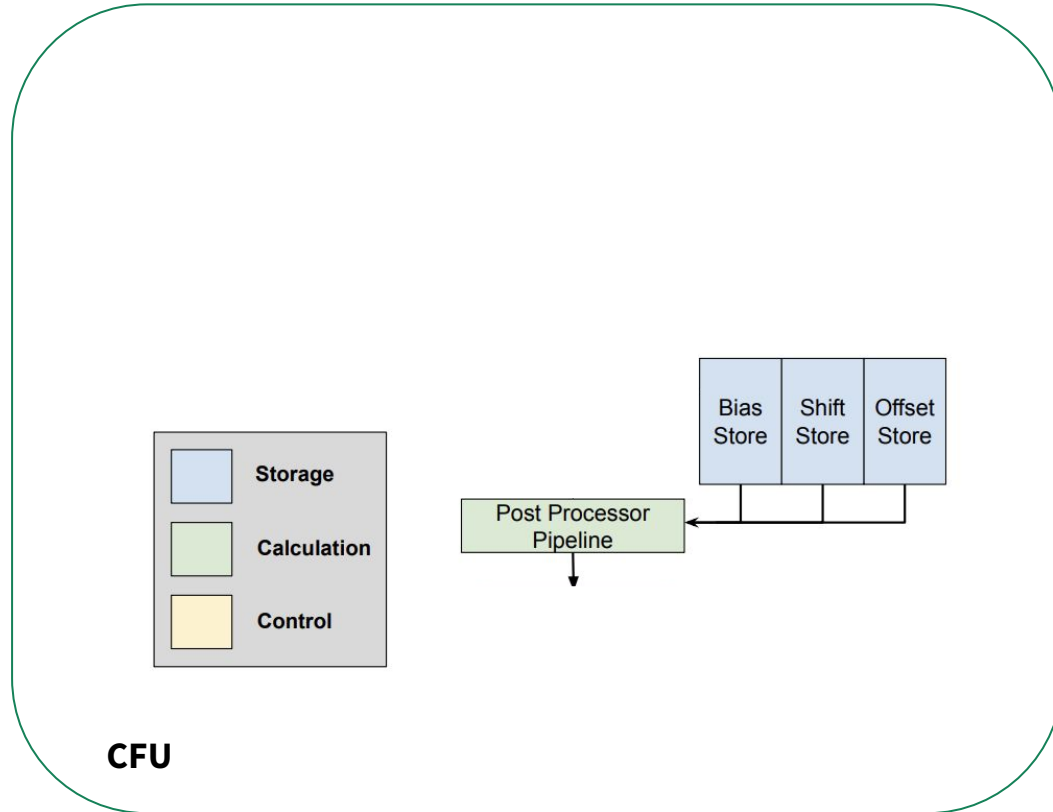 Bias
Store
Shift
Store
Offset
Store
Storage
Calculation
Control
Post Processor
Pipeline
CFU